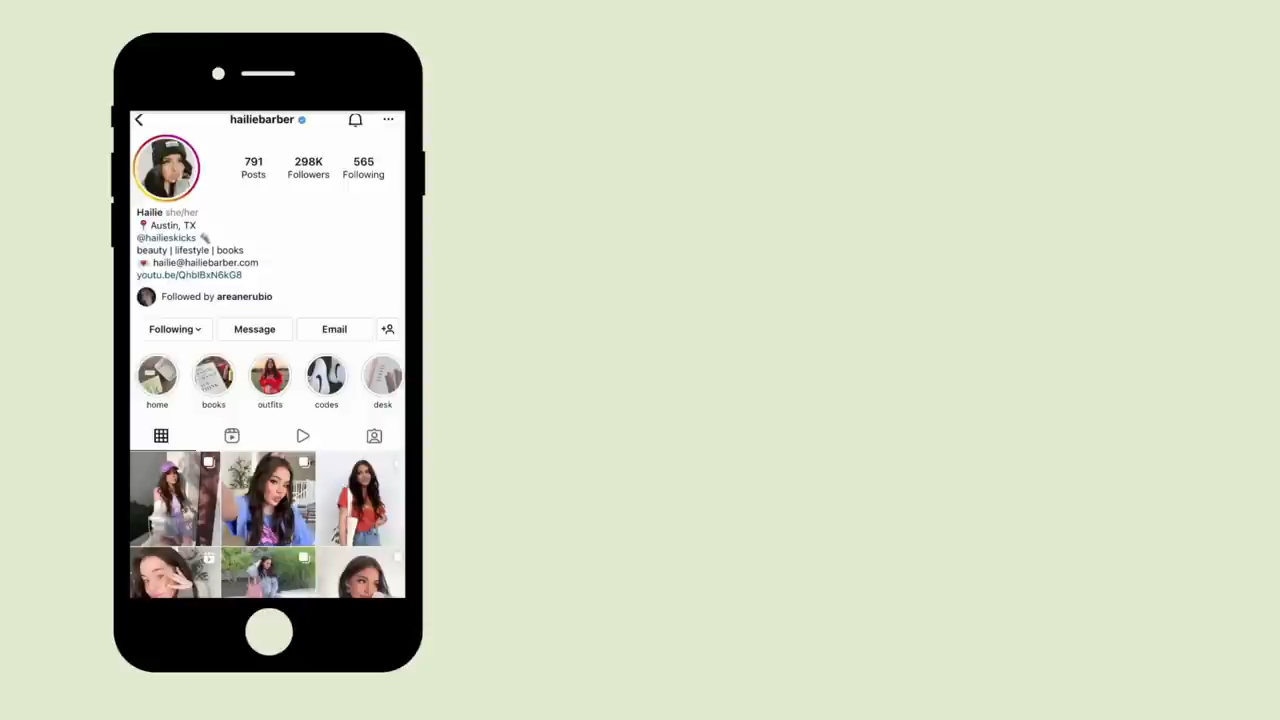 hailiebarber
791 298K 565
Posts Followers Following
Hailie she/her
Austin, TX
@hailieskicks
beauty | lifestyle | books
hailie@hailiebarber.com
youtu.be/QhbIBxN6kG8
Followed by areanerubio
Following Message Email
home books outfits codes desk